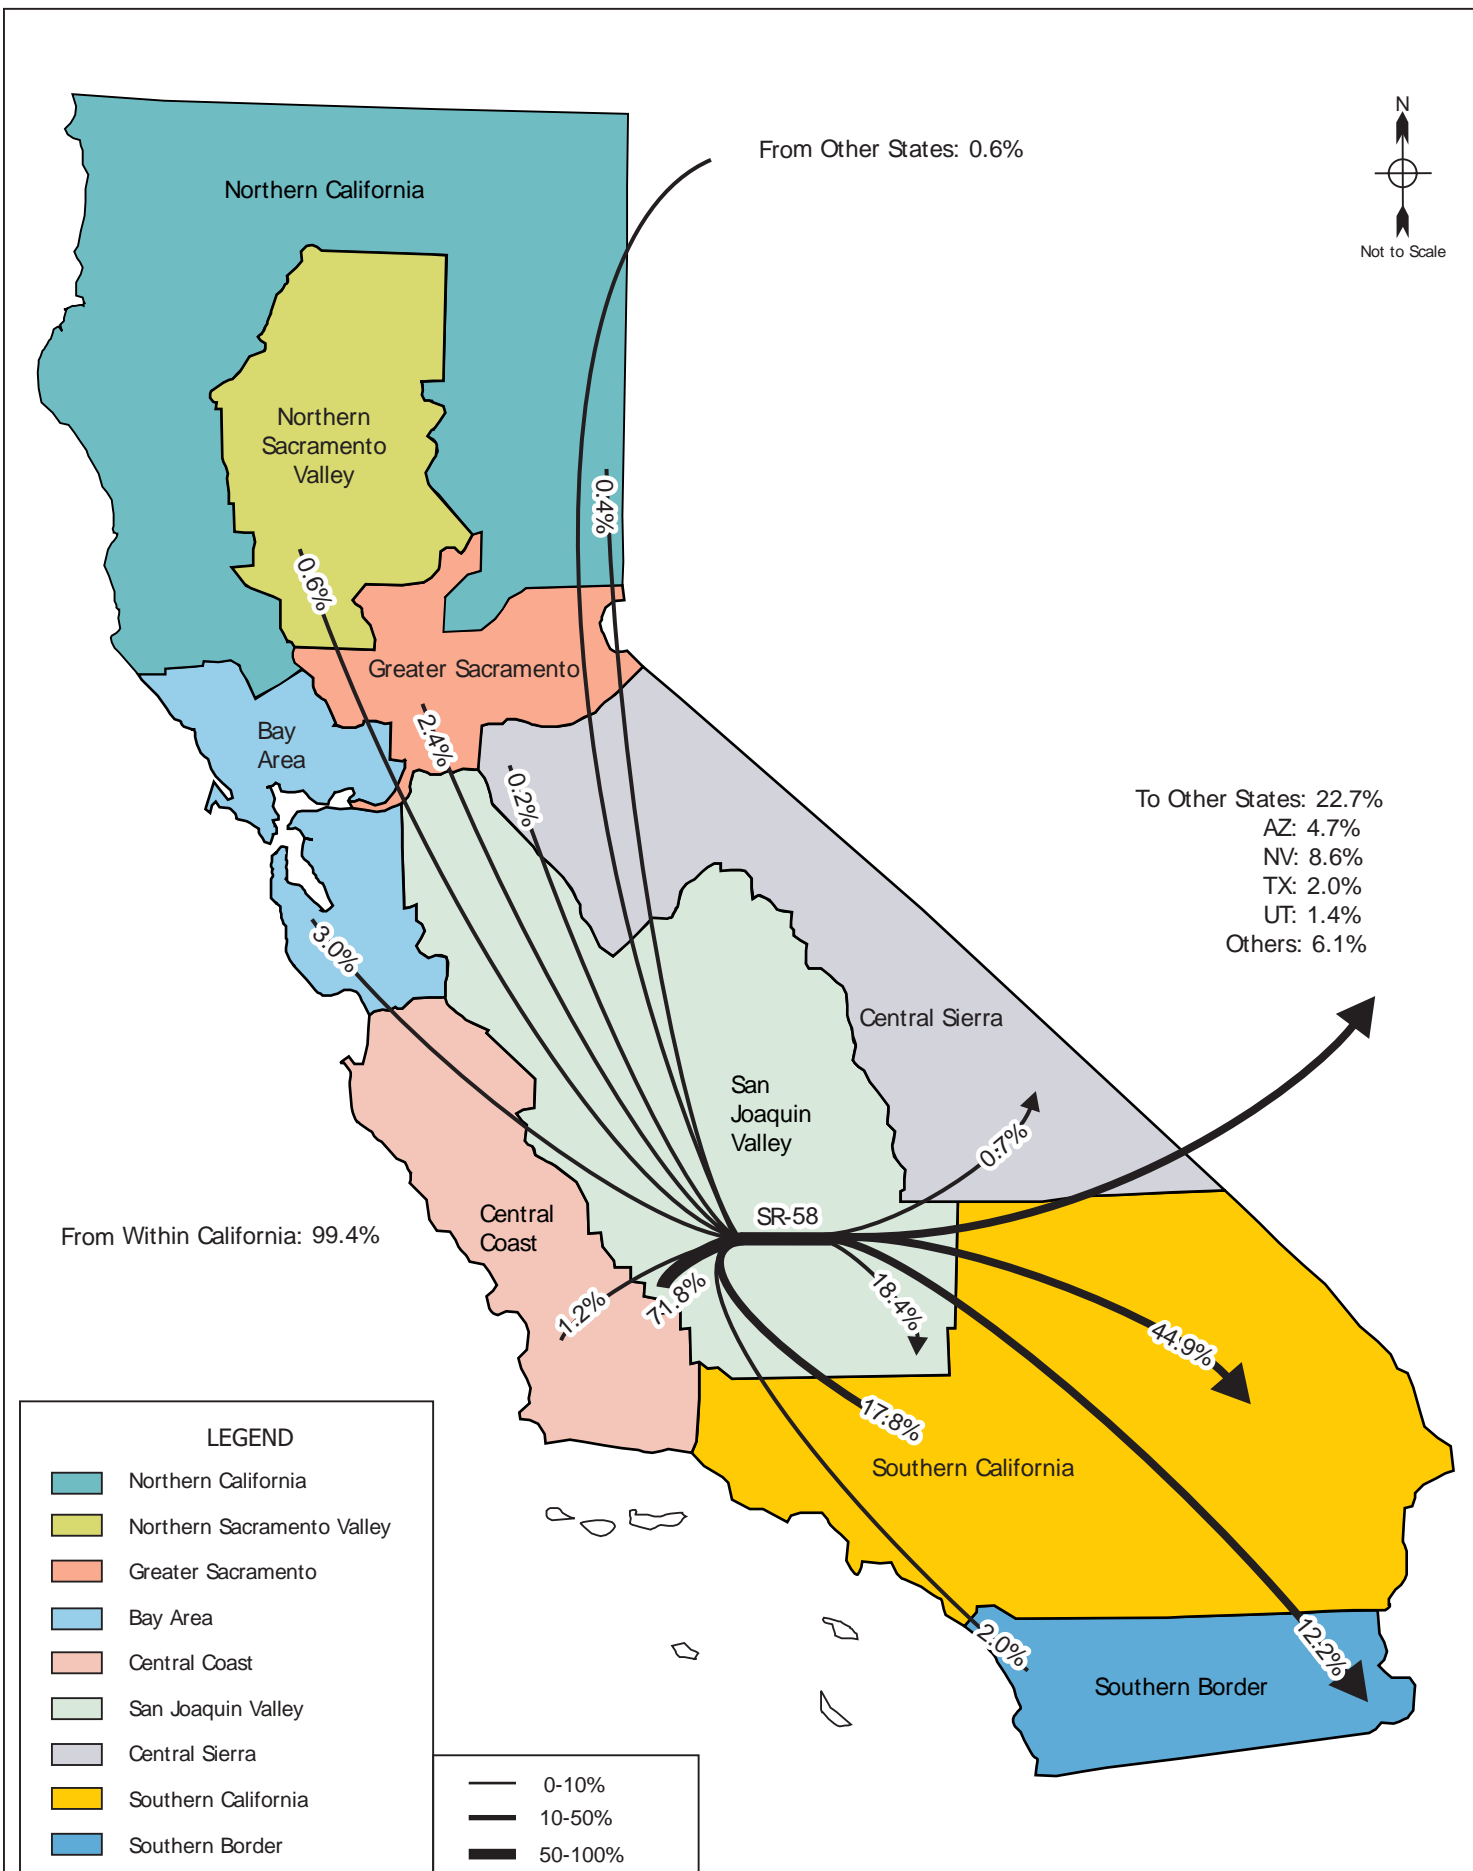 N
Not to Scale
From Other States: 0.6%
Northern California
Northern
Sacramento
Valley
0.4%
0.6%
Greater Sacramento
2.4%
Bay
Area
0.2%
To Other States: 22.7%
AZ: 4.7%
NV: 8.6%
TX: 2.0%
UT: 1.4%
Others: 6.1%
3.0%
Central Sierra
San
Joaquin
Valley
0.7%
From Within California: 99.4%
Central
Coast
SR-58
1.2%
71.8%
18.4%
44.9%
17.8%
Southern California
2.0%
12.2%
Southern Border
LEGEND
Northern California
Northern Sacramento Valley
Greater Sacramento
Bay Area
Central Coast
San Joaquin Valley
Central Sierra
Southern California
Southern Border
0-10%
10-50%
50-100%